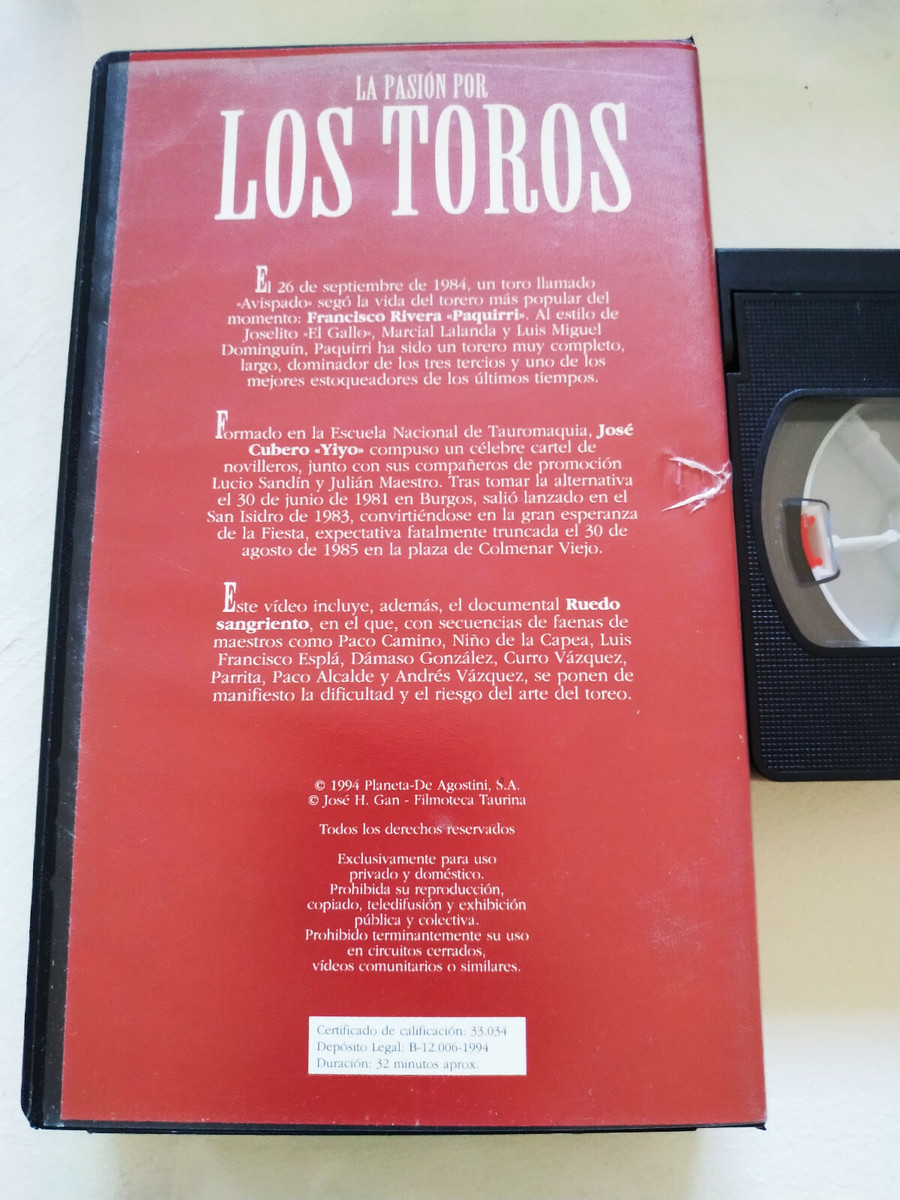 LA PASIÓN POR
LOS TOROS
El 26 de septiembre de 1984, un toro llamado
«Avispado» segó la vida del torero más popular del
momento: Francisco Rivera «Paquirri». Al estilo de
Joselito «El Gallo», Marcial Lalanda y Luis Miguel
Dominguín, Paquirri ha sido un torero muy completo,
largo, dominador de los tres tercios y uno de los
mejores estoqueadores de los últimos tiempos.
Formado en la Escuela Nacional de Tauromaquia, José
Cubero «Yiyo» compuso un célebre cartel de
novilleros, junto con sus compañeros de promoción
Lucio Sandín y Julián Maestro. Tras tomar la alternativa
el 30 de junio de 1981 en Burgos, salió lanzado en el
San Isidro de 1983, convirtiéndose en la gran esperanza
de la Fiesta, expectativa fatalmente truncada el 30 de
agosto de 1985 en la plaza de Colmenar Viejo.
Este vídeo incluye, además, el documental Ruedo
sangriento, en el que, con secuencias de faenas de
maestros como Paco Camino, Niño de la Capea, Luis
Francisco Esplá, Dámaso González, Curro Vázquez,
Parrita, Paco Alcalde y Andrés Vázquez, se ponen de
manifiesto la dificultad y el riesgo del arte del toreo.
© 1994 Planeta-De Agostini, S.A.
© José H. Gan - Filmoteca Taurina
Todos los derechos reservados
Exclusivamente para uso
privado y doméstico.
Prohibida su reproducción,
copiado, teledifusión y exhibición
pública y colectiva.
Prohibido terminantemente su uso
en circuitos cerrados,
vídeos comunitarios o similares.
Certificado de calificación: 33.034
Depósito Legal: B-12.006-1994
Duración: 32 minutos aprox.